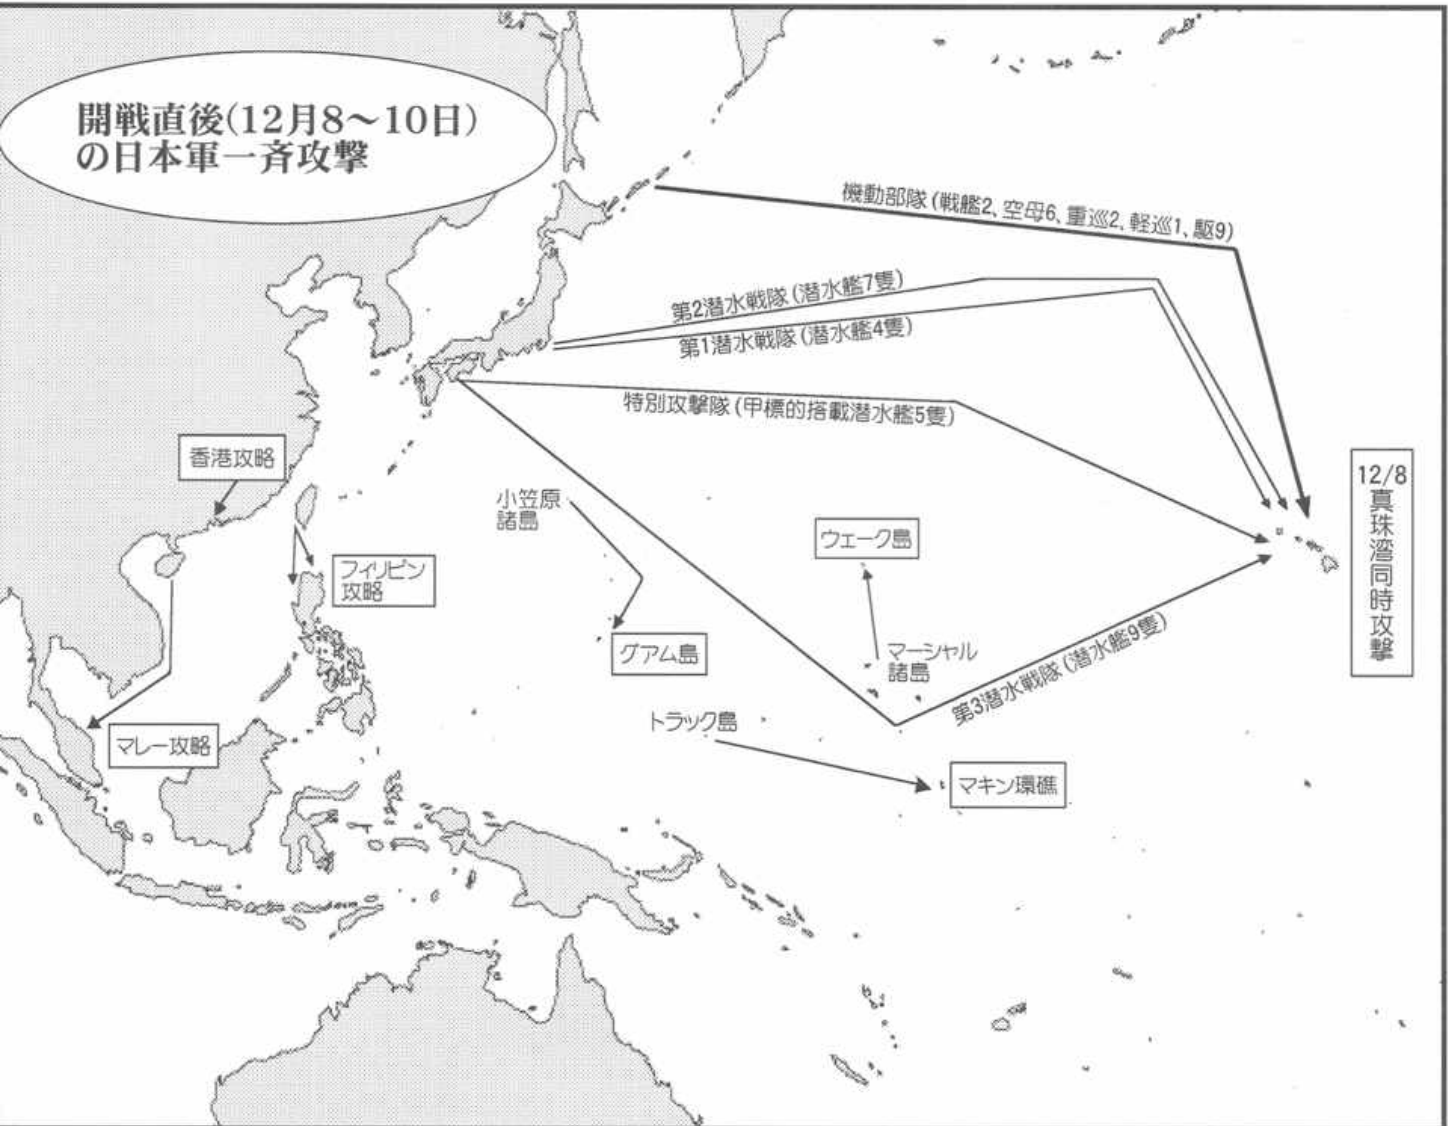 開戦直後(12月8～10日)
の日本軍一斉攻撃
機動部隊(戦艦2、空母6、重巡2、軽巡1、駆9)
第2潜水戦隊(潜水艦7隻)
第1潜水戦隊(潜水艦4隻)
特別攻撃隊(甲標的搭載潜水艦5隻)
香港攻略
12/8
真珠湾同時攻撃
小笠原
諸島
ウェーク島
フィリピン
攻略
グアム島
マーシャル
諸島
第3潜水戦隊(潜水艦9隻)
トラック島
マレー攻略
マキン環礁